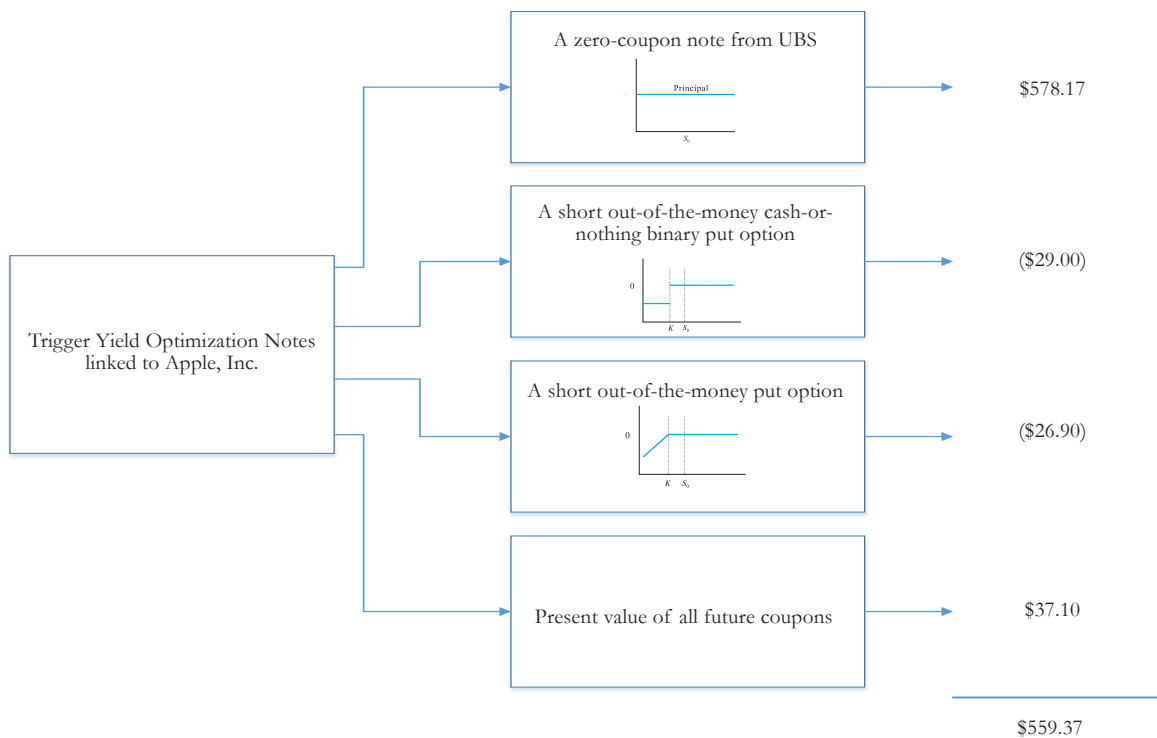 A zero-coupon note from UBS
Principal
S₀
$578.17
A short out-of-the-money cash-or-
nothing binary put option
0
K S₀
($29.00)
Trigger Yield Optimization Notes
linked to Apple, Inc.
A short out-of-the-money put option
0
K S₀
($26.90)
Present value of all future coupons
$37.10
$559.37